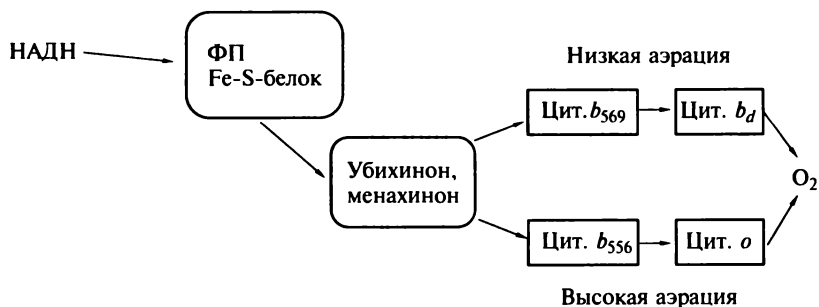 НАДН
ФП
Fe-S-белок
Убихинон,
менахинон
Низкая аэрация
Цит. b569
Цит. bd
O2
Цит. b556
Цит. o
Высокая аэрация